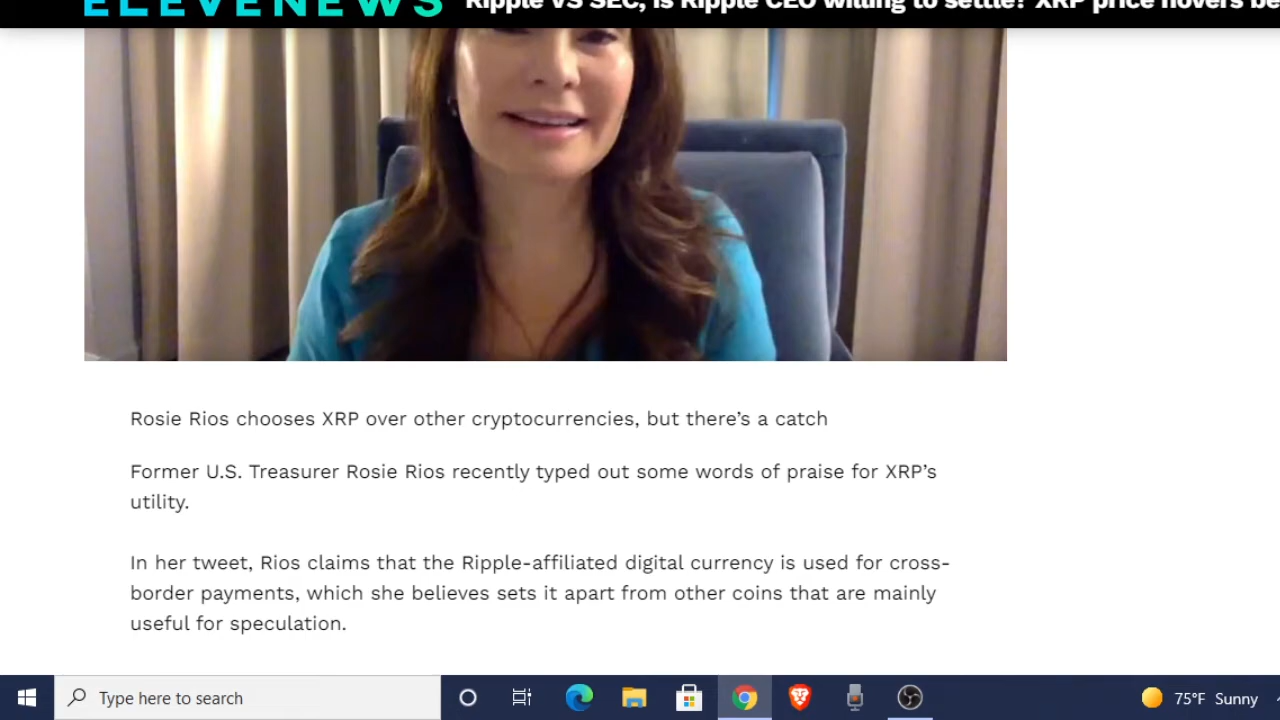 ELEVENEWS Ripple VS SEC, is Ripple CEO willing to settle? XRP price hovers be
Rosie Rios chooses XRP over other cryptocurrencies, but there’s a catch
Former U.S. Treasurer Rosie Rios recently typed out some words of praise for XRP’s
utility.
In her tweet, Rios claims that the Ripple-affiliated digital currency is used for cross-
border payments, which she believes sets it apart from other coins that are mainly
useful for speculation.
Type here to search
75°F Sunny